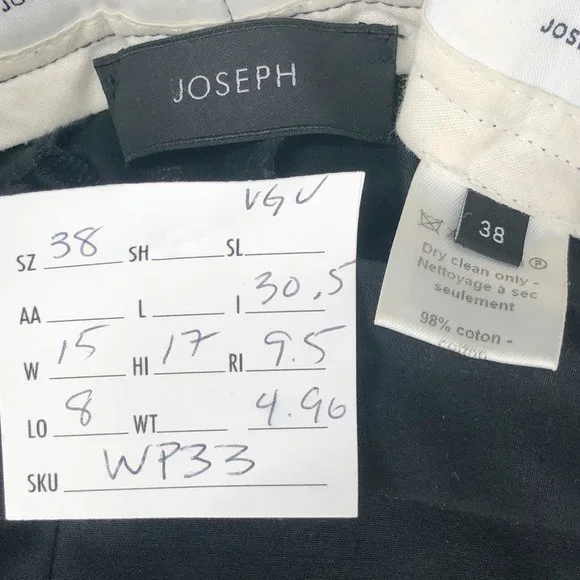 JOSEPH
JOS
VGU
SZ 38 SH SL
AA L I 30.5
W 15 HI 17 RI 9.5
LO 8 WT 4.96
SKU WP33
38
P
Dry clean only -
Nettoyage à sec
seulement
98% coton -